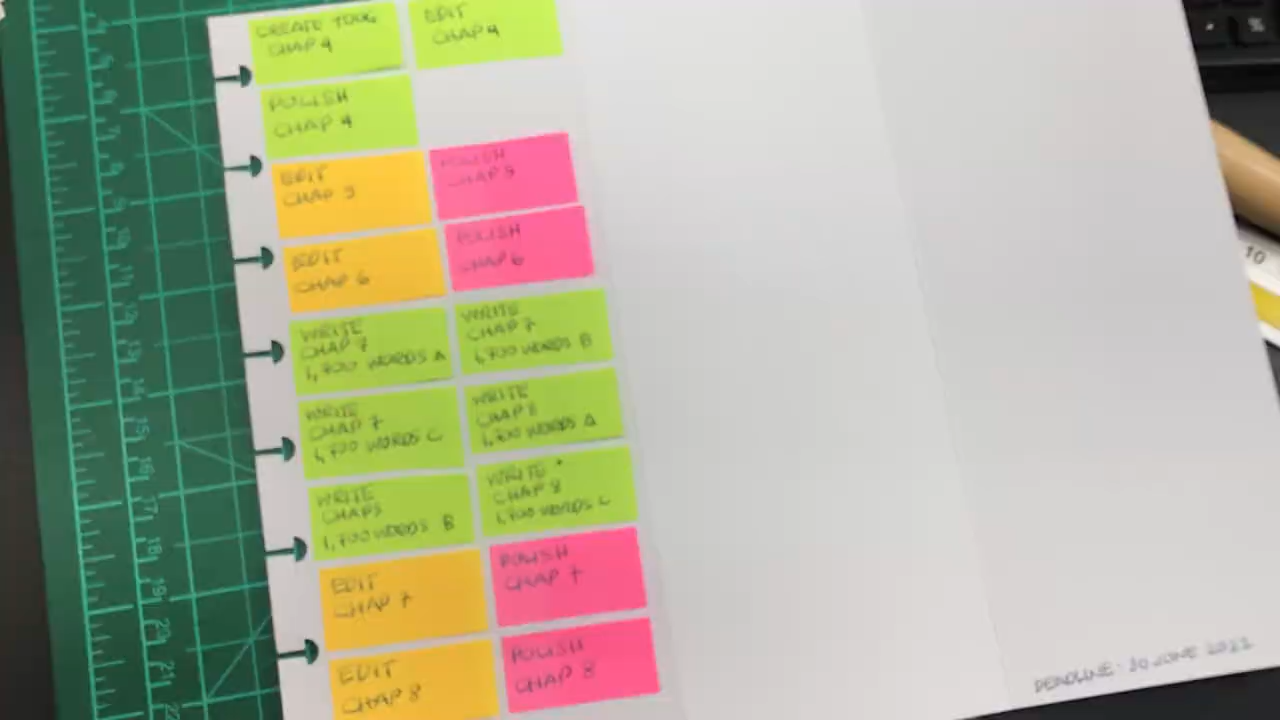 CREATE
CHAP 4
EDIT
CHAP 4
POLISH
CHAP 4
EDIT
CHAP 5
POLISH
CHAP 5
EDIT
CHAP 6
POLISH
CHAP 6
WRITE
CHAP 7
1,700 WORDS A
WRITE
CHAP 7
1,700 WORDS B
WRITE
CHAP 7
1,700 WORDS C
WRITE
CHAP 8
1,700 WORDS A
WRITE
CHAP 8
1,700 WORDS B
WRITE
CHAP 8
1,700 WORDS C
EDIT
CHAP 7
POLISH
CHAP 7
EDIT
CHAP 8
POLISH
CHAP 8
DEADLINE: 30 JUNE
10